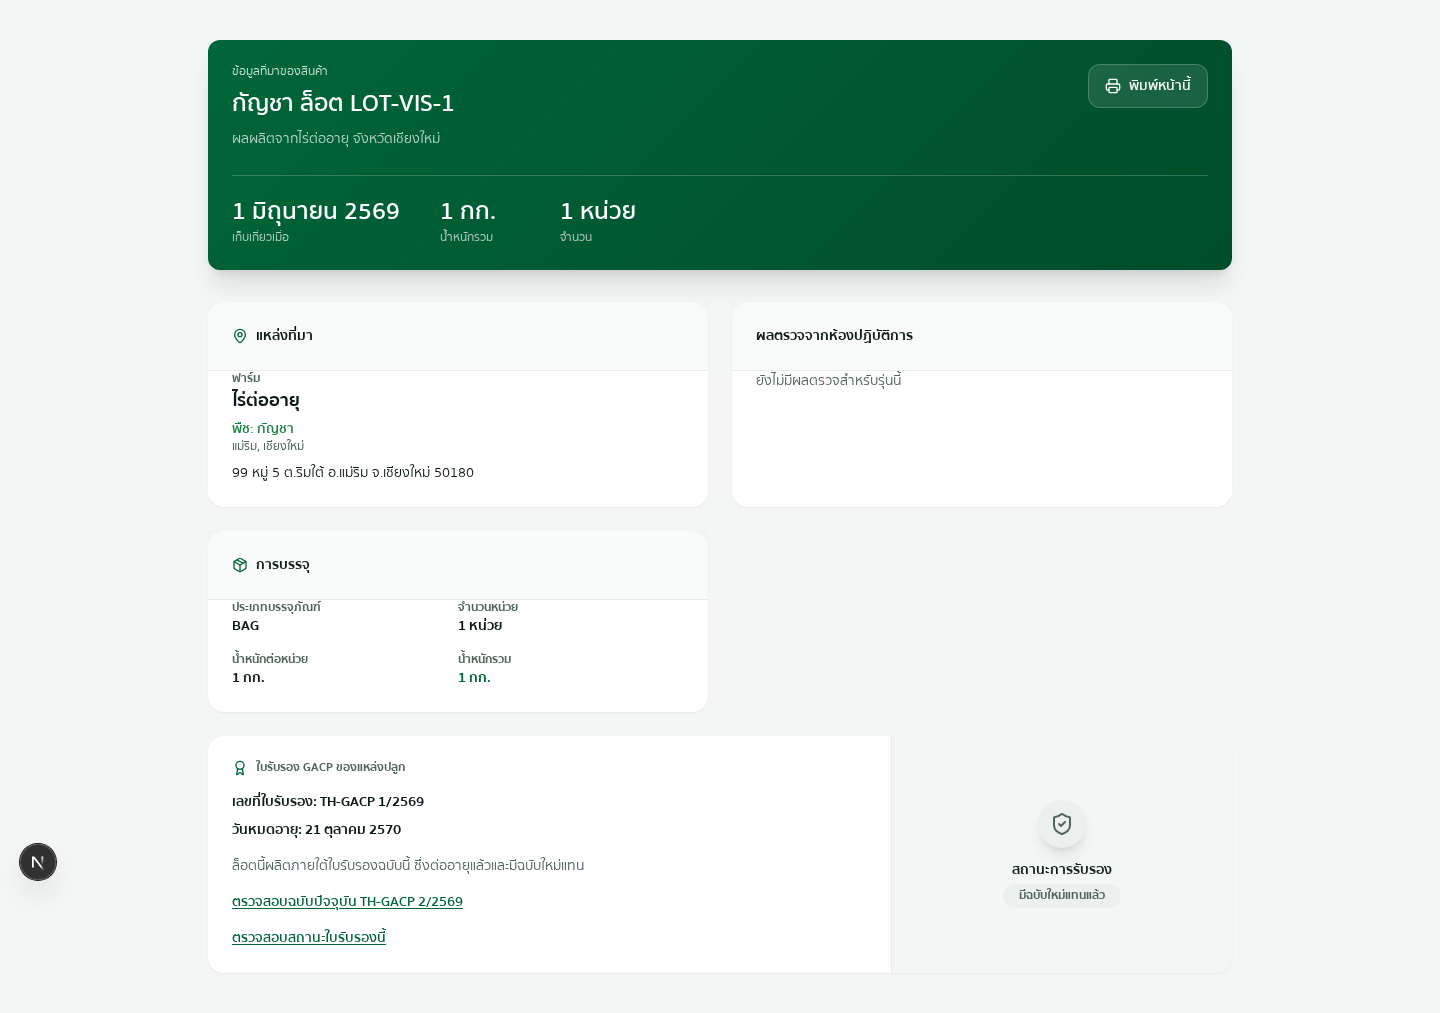 ข้อมูลที่มาของสินค้า
กัญชา ล็อต LOT-VIS-1
ผลผลิตจากไร่ต่ออายุ จังหวัดเชียงใหม่
พิมพ์หน้านี้
1 มิถุนายน 2569
เก็บเกี่ยวเมื่อ
1 กก.
น้ำหนักรวม
1 หน่วย
จำนวน
แหล่งที่มา
ฟาร์ม
ไร่ต่ออายุ
พืช: กัญชา
แม่ริม, เชียงใหม่
99 หมู่ 5 ต.ริมใต้ อ.แม่ริม จ.เชียงใหม่ 50180
ผลตรวจจากห้องปฏิบัติการ
ยังไม่มีผลตรวจสำหรับรุ่นนี้
การบรรจุ
ประเภทบรรจุภัณฑ์
BAG
จำนวนหน่วย
1 หน่วย
น้ำหนักต่อหน่วย
1 กก.
น้ำหนักรวม
1 กก.
ใบรับรอง GACP ของแหล่งปลูก
เลขที่ใบรับรอง: TH-GACP 1/2569
วันหมดอายุ: 21 ตุลาคม 2570
ล็อตนี้ผลิตภายใต้ใบรับรองฉบับนี้ ซึ่งต่ออายุแล้วและมีฉบับใหม่แทน
ตรวจสอบฉบับปัจจุบัน TH-GACP 2/2569
ตรวจสอบสถานะใบรับรองนี้
สถานะการรับรอง
มีฉบับใหม่แทนแล้ว
N